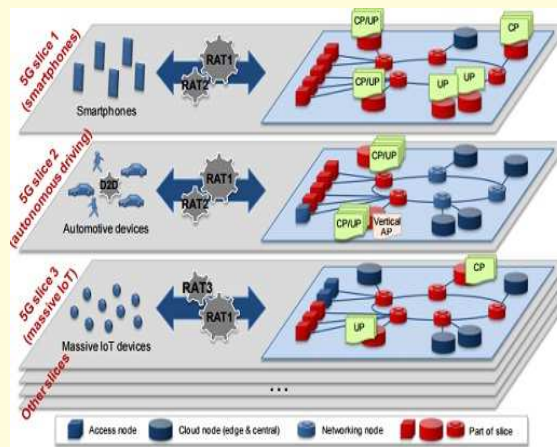 5G slice 1
(smartphones)
Smartphones
RAT1
RAT2
CP/UP
CP
CP/UP
UP
UP
5G slice 2
(autonomous driving)
D2D
Automotive devices
RAT1
RAT2
CP/UP
CP/UP
Vertical
AP
5G slice 3
(massive IoT)
Massive IoT devices
RAT3
RAT1
CP
UP
Other slices
...
Access node
Cloud node (edge & central)
Networking node
Part of slice